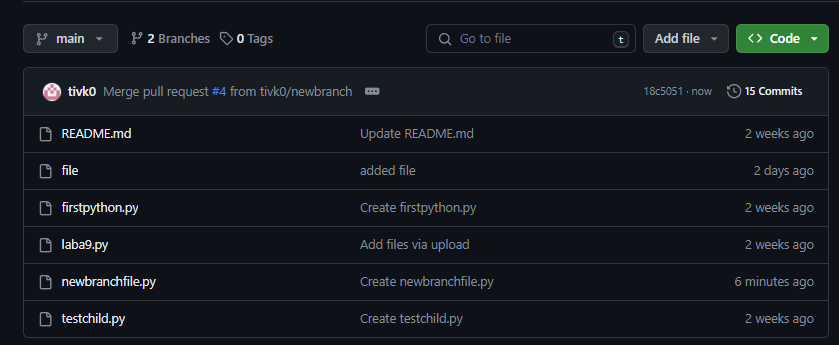 main 2 Branches 0 Tags Go to file t Add file Code
tivk0 Merge pull request #4 from tivk0/newbranch 18c5051 · now 15 Commits
README.md Update README.md 2 weeks ago
file added file 2 days ago
firstpython.py Create firstpython.py 2 weeks ago
laba9.py Add files via upload 2 weeks ago
newbranchfile.py Create newbranchfile.py 6 minutes ago
testchild.py Create testchild.py 2 weeks ago